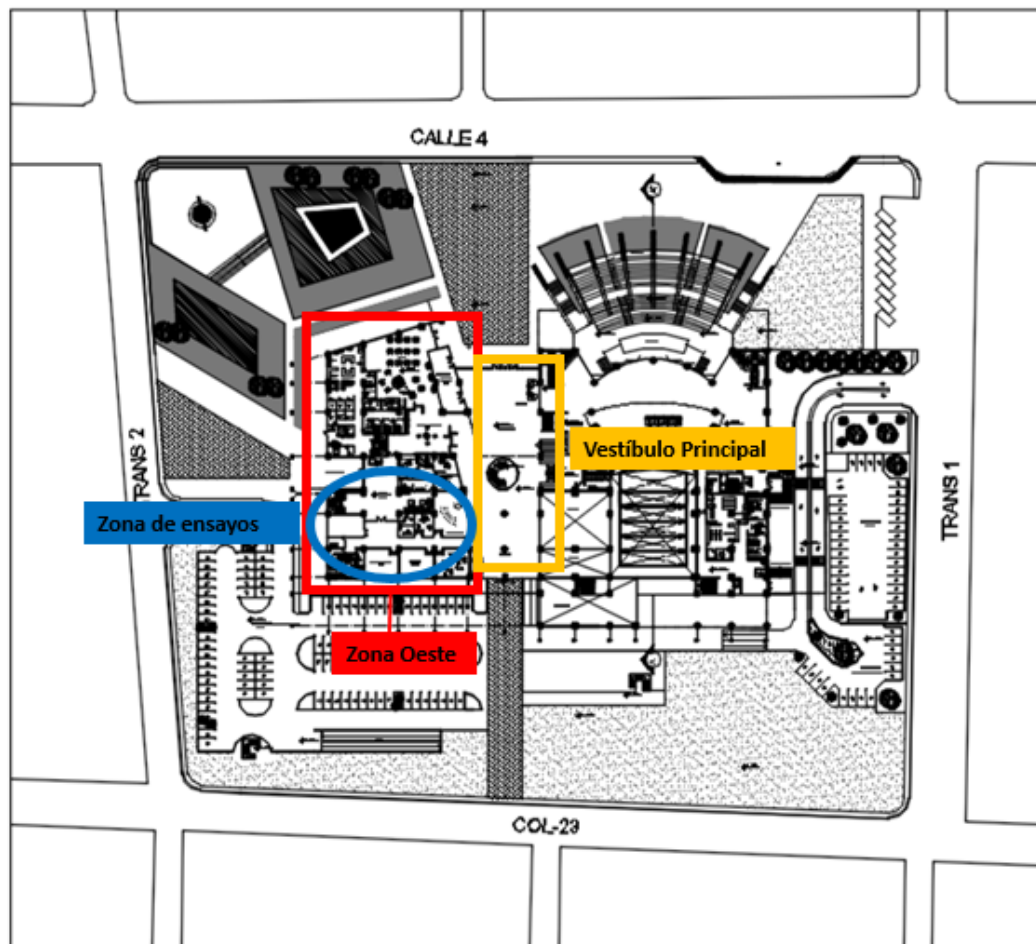 CALLE 4
Vestíbulo Principal
TRANS 2
Zona de ensayos
TRANS 1
Zona Oeste
COL-23